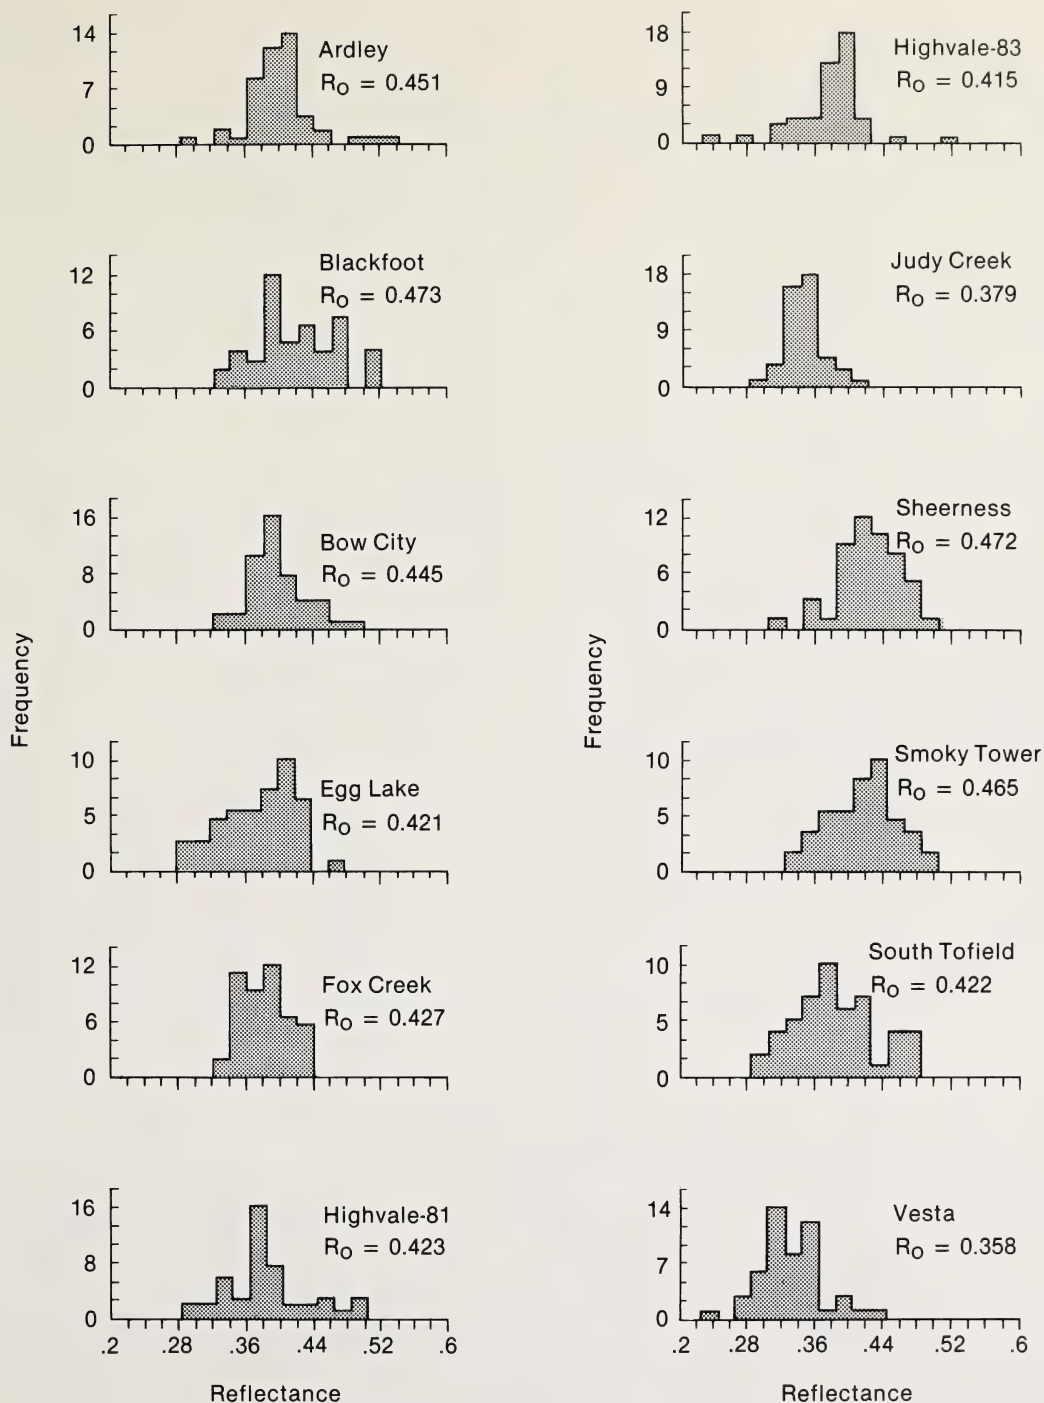 14
7
0
Ardley
Ro = 0.451
18
9
0
Highvale-83
Ro = 0.415
12
6
0
Blackfoot
Ro = 0.473
18
9
0
Judy Creek
Ro = 0.379
16
8
0
Bow City
Ro = 0.445
12
6
0
Sheerness
Ro = 0.472
Frequency
Frequency
10
5
0
Egg Lake
Ro = 0.421
10
5
0
Smoky Tower
Ro = 0.465
12
6
0
Fox Creek
Ro = 0.427
10
5
0
South Tofield
Ro = 0.422
16
8
0
Highvale-81
Ro = 0.423
.2 .28 .36 .44 .52 .6
Reflectance
14
7
0
Vesta
Ro = 0.358
.2 .28 .36 .44 .52 .6
Reflectance